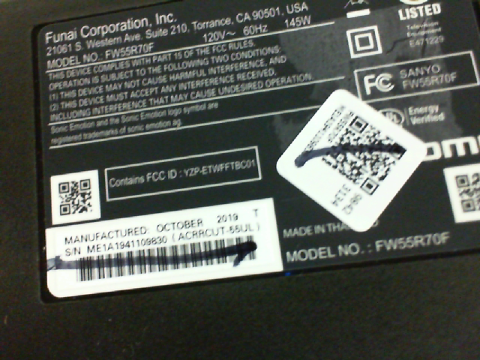 Funai Corporation, Inc.
21061 S. Western Ave. Suite 210, Torrance, CA 90501, USA
MODEL NO.: FW55R70F 120V~ 60Hz 145W
THIS DEVICE COMPLIES WITH PART 15 OF THE FCC RULES.
OPERATION IS SUBJECT TO THE FOLLOWING TWO CONDITIONS:
(1) THIS DEVICE MAY NOT CAUSE HARMFUL INTERFERENCE, AND
(2) THIS DEVICE MUST ACCEPT ANY INTERFERENCE RECEIVED,
INCLUDING INTERFERENCE THAT MAY CAUSE UNDESIRED OPERATION.
Sonic Emotion and the Sonic Emotion logo symbol are
registered trademarks of sonic emotion ag.
LISTED
Television
Equipment
E471229
FC SANYO
FW55R70F
Energy
Verified
Contains FCC ID : YZP-ETWFFTBC01
3134
MANUFACTURED: OCTOBER 2019 T
S/N ME1A1941109830 ( ACRRCUT-55UL )
MADE IN
MODEL NO. : FW55R70F